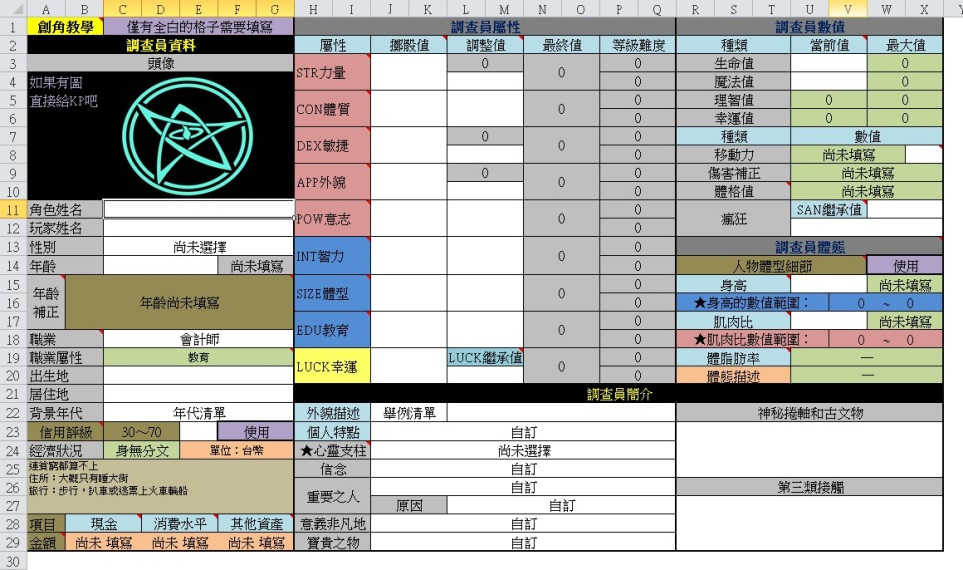 A B C D E F G H I J K L M N O P Q R S T U V W X Y
1 創角教學 僅有全白的格子需要填寫 調查員屬性 調查員數值
2 調查員資料 屬性 擲骰值 調整值 最終值 等級難度 種類 當前值 最大值
3 頭像 STR力量 0 0 0 生命值 0
4 如果有圖 0 魔法值 0
5 直接給KP吧 CON體質 0 0 理智值 0 0
6 0 幸運值 0 0
7 DEX敏捷 0 0 0 種類 數值
8 0 移動力 尚未填寫
9 APP外貌 0 0 0 傷害補正 尚未填寫
10 0 體格值 尚未填寫
11 角色姓名 POW意志 0 0 瘋狂 SAN繼承值
12 玩家姓名 0
13 性別 尚未選擇 INT智力 0 0 調查員體態
14 年齡 尚未填寫 0 人物體型細節 使用
15 年齡 補正 年齡尚未填寫 SIZE體型 0 0 身高 尚未填寫
16 0 ★身高的數值範圍： 0 ～ 0
17 EDU教育 0 0 肌肉比 尚未填寫
18 職業 會計師 0 ★肌肉比數值範圍： 0 ～ 0
19 職業屬性 教育 LUCK幸運 LUCK繼承值 0 0 體脂肪率 —
20 出生地 0 體態描述 —
21 居住地 調查員簡介
22 背景年代 年代清單 外貌描述 舉例清單 神秘捲軸和古文物
23 信用評級 30～70 使用 個人特點 自訂
24 經濟狀況 身無分文 單位：台幣 ★心靈支柱 尚未選擇
25 連貧窮都算不上 信念 自訂
住所：大概只有睡大街
26 旅行：步行，扒車或逃票上火車輪船 重要之人 自訂 第三類接觸
27 原因 自訂
28 項目 現金 消費水平 其他資產 意義非凡地 自訂
29 金額 尚未 填寫 尚未 填寫 尚未 填寫 寶貴之物 自訂
30